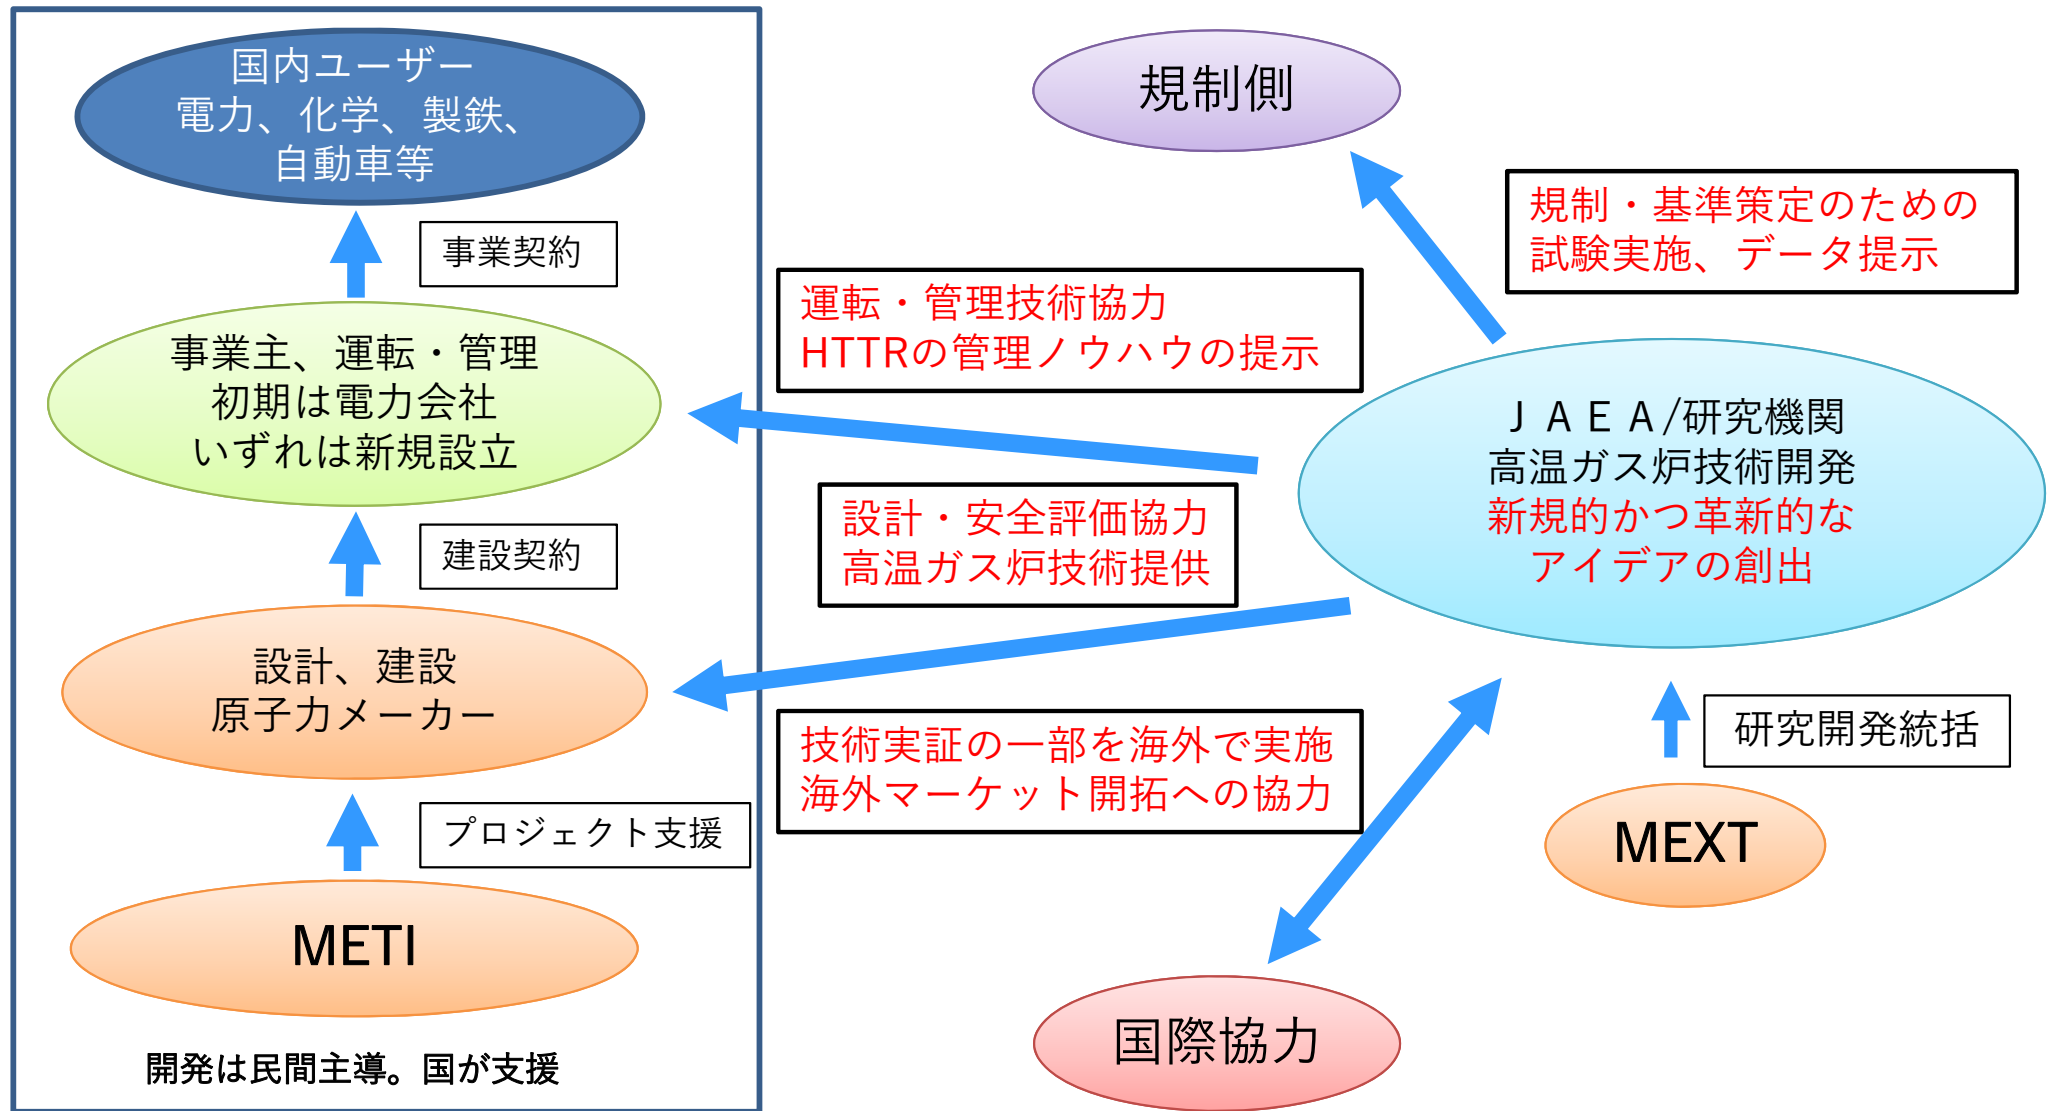 国内ユーザー
電力、化学、製鉄、
自動車等
事業契約
事業主、運転・管理
初期は電力会社
いずれは新規設立
建設契約
設計、建設
原子力メーカー
プロジェクト支援
METI
開発は民間主導。国が支援
規制側
規制・基準策定のための
試験実施、データ提示
運転・管理技術協力
HTTRの管理ノウハウの提示
設計・安全評価協力
高温ガス炉技術提供
ＪＡＥＡ/研究機関
高温ガス炉技術開発
新規的かつ革新的な
アイデアの創出
技術実証の一部を海外で実施
海外マーケット開拓への協力
研究開発統括
MEXT
国際協力